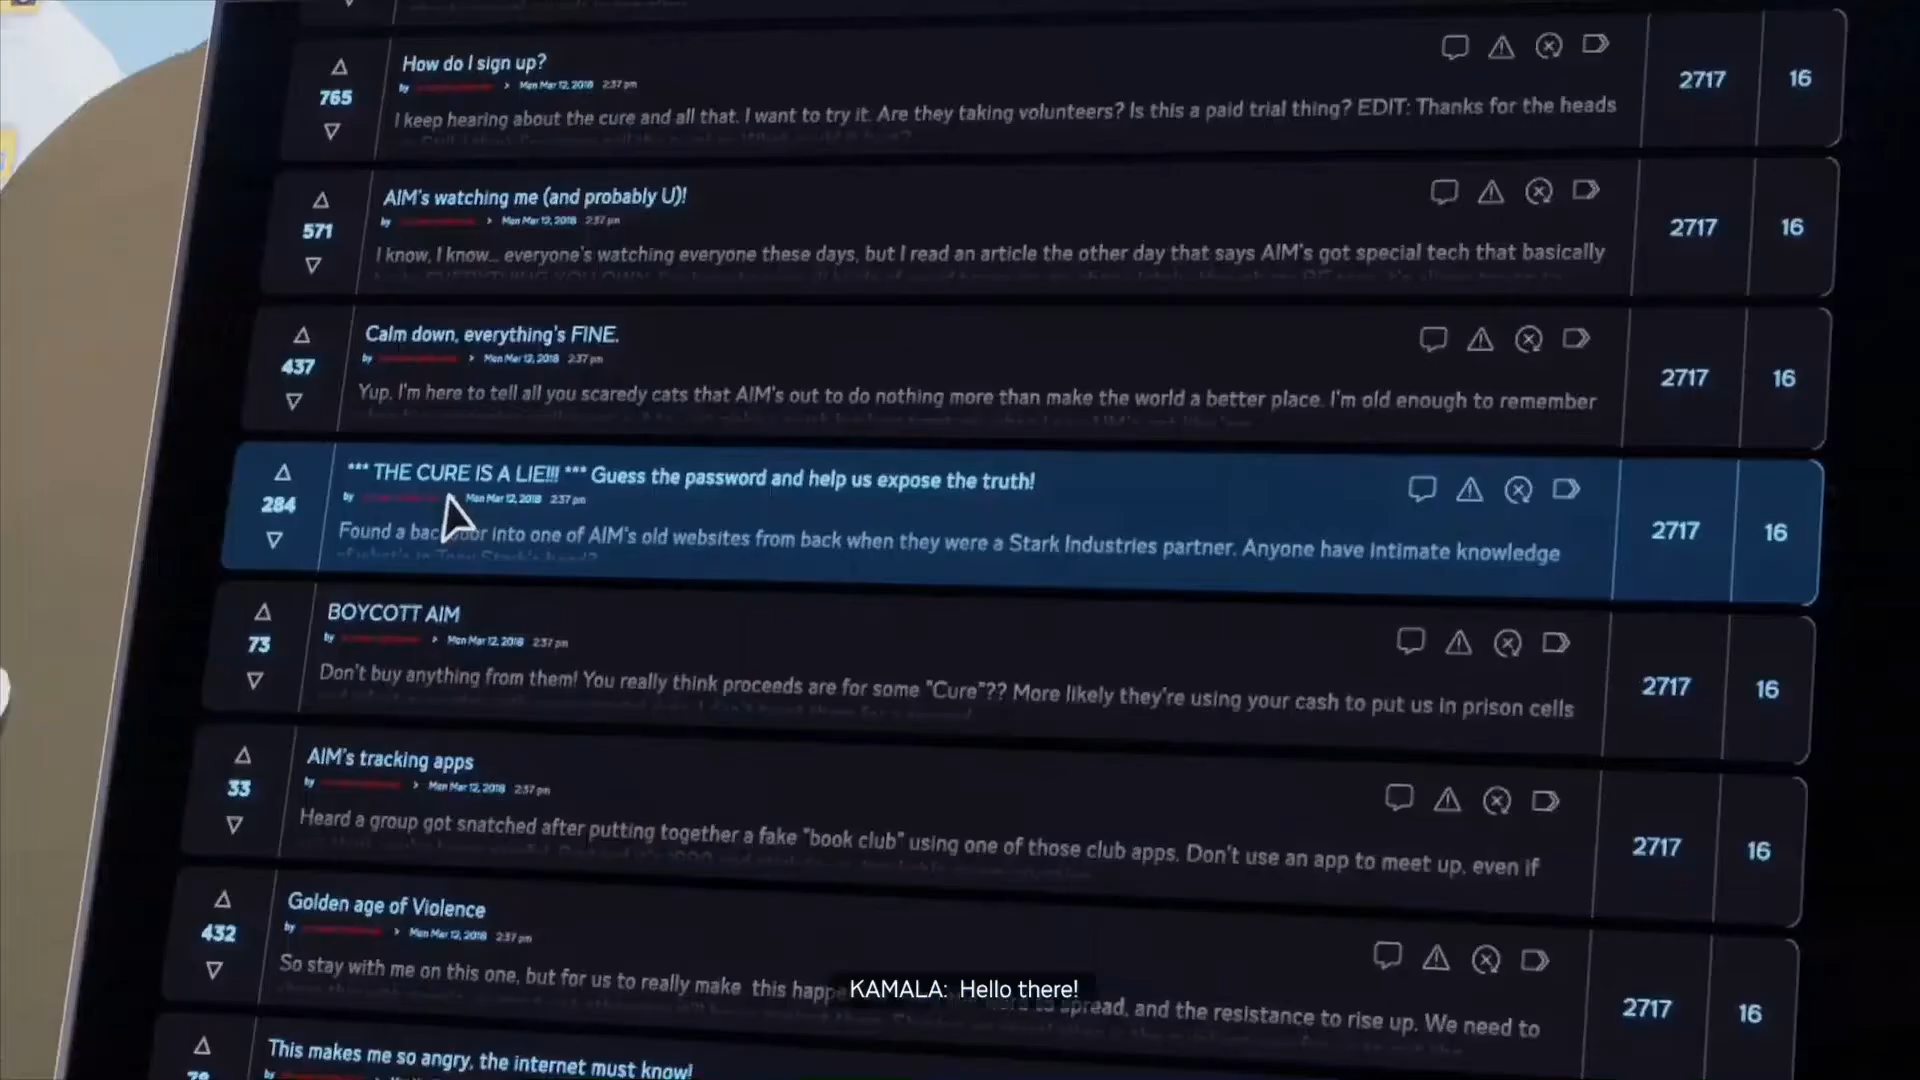 How do I sign up?
765
by > Mon Mar 12, 2018 2:37 pm
I keep hearing about the cure and all that. I want to try it. Are they taking volunteers? Is this a paid trial thing? EDIT: Thanks for the heads
2717
16
AIM's watching me (and probably U)!
571
by > Mon Mar 12, 2018 2:37 pm
I know, I know... everyone's watching everyone these days, but I read an article the other day that says AIM's got special tech that basically
2717
16
Calm down, everything's FINE.
437
by > Mon Mar 12, 2018 2:37 pm
Yup. I'm here to tell all you scaredy cats that AIM's out to do nothing more than make the world a better place. I'm old enough to remember
2717
16
*** THE CURE IS A LIE!!! *** Guess the password and help us expose the truth!
284
by Mon Mar 12, 2018 2:37 pm
Found a into one of AIM's old websites from back when they were a Stark Industries partner. Anyone have intimate knowledge
of what's in Tony Stark's head?
2717
16
BOYCOTT AIM
73
by > Mon Mar 12, 2018 2:37 pm
Don't buy anything from them! You really think proceeds are for some "Cure"?? More likely they're using your cash to put us in prison cells
2717
16
AIM's tracking apps
33
by > Mon Mar 12, 2018 2:37 pm
Heard a group got snatched after putting together a fake "book club" using one of those club apps. Don't use an app to meet up, even if
2717
16
Golden age of Violence
432
by > Mon Mar 12, 2018 2:37 pm
So stay with me on this one, but for us to really make this spread, and the resistance to rise up. We need to
2717
16
KAMALA: Hello there!
This makes me so angry, the internet must know!
by